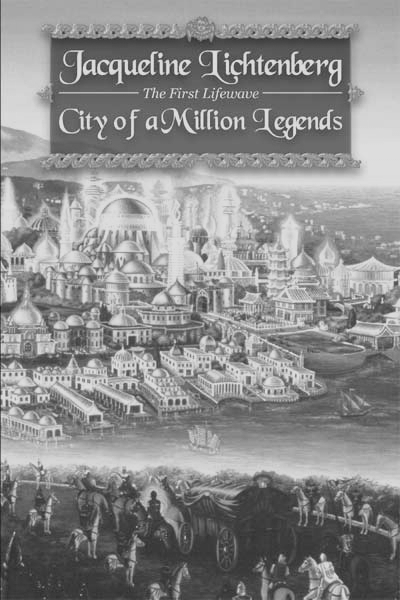 Jacqueline Lichtenberg
The First Lifewave
City of a Million Legends